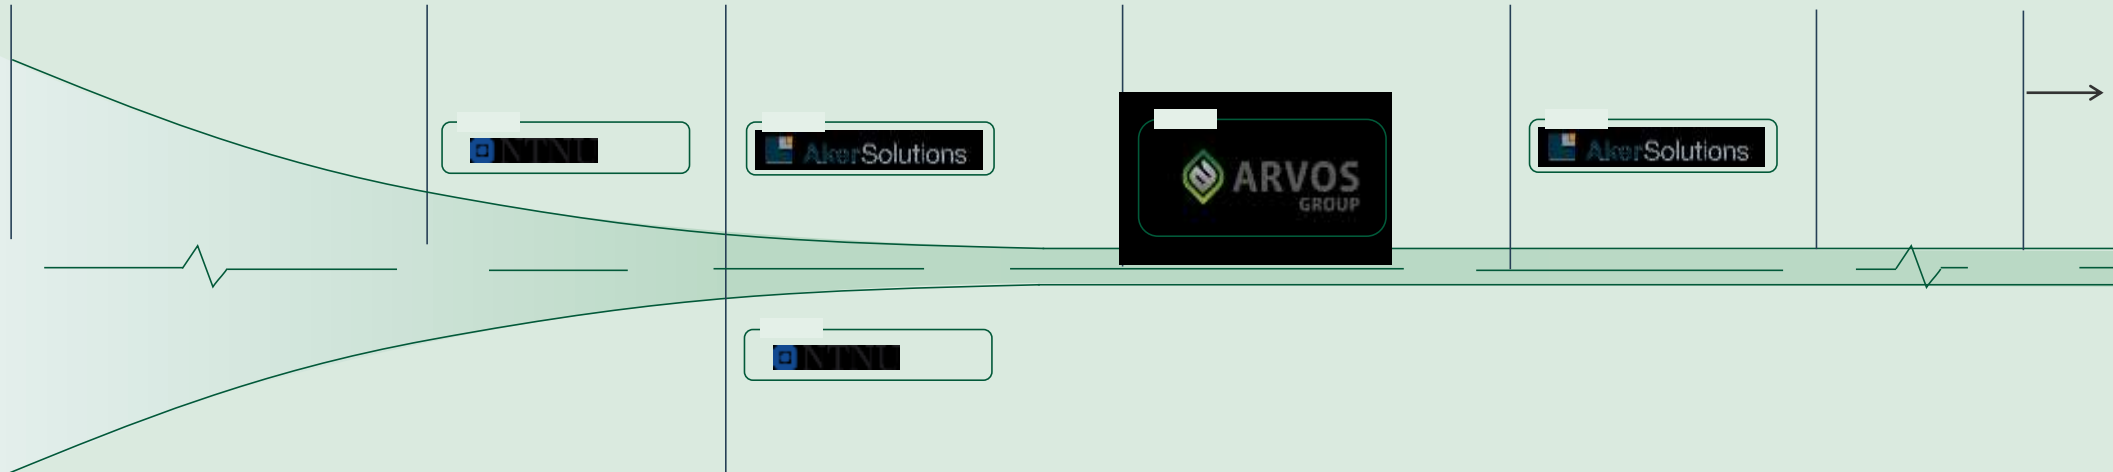 NTNU
AkerSolutions
ARVOS
GROUP
AkerSolutions
NTNU